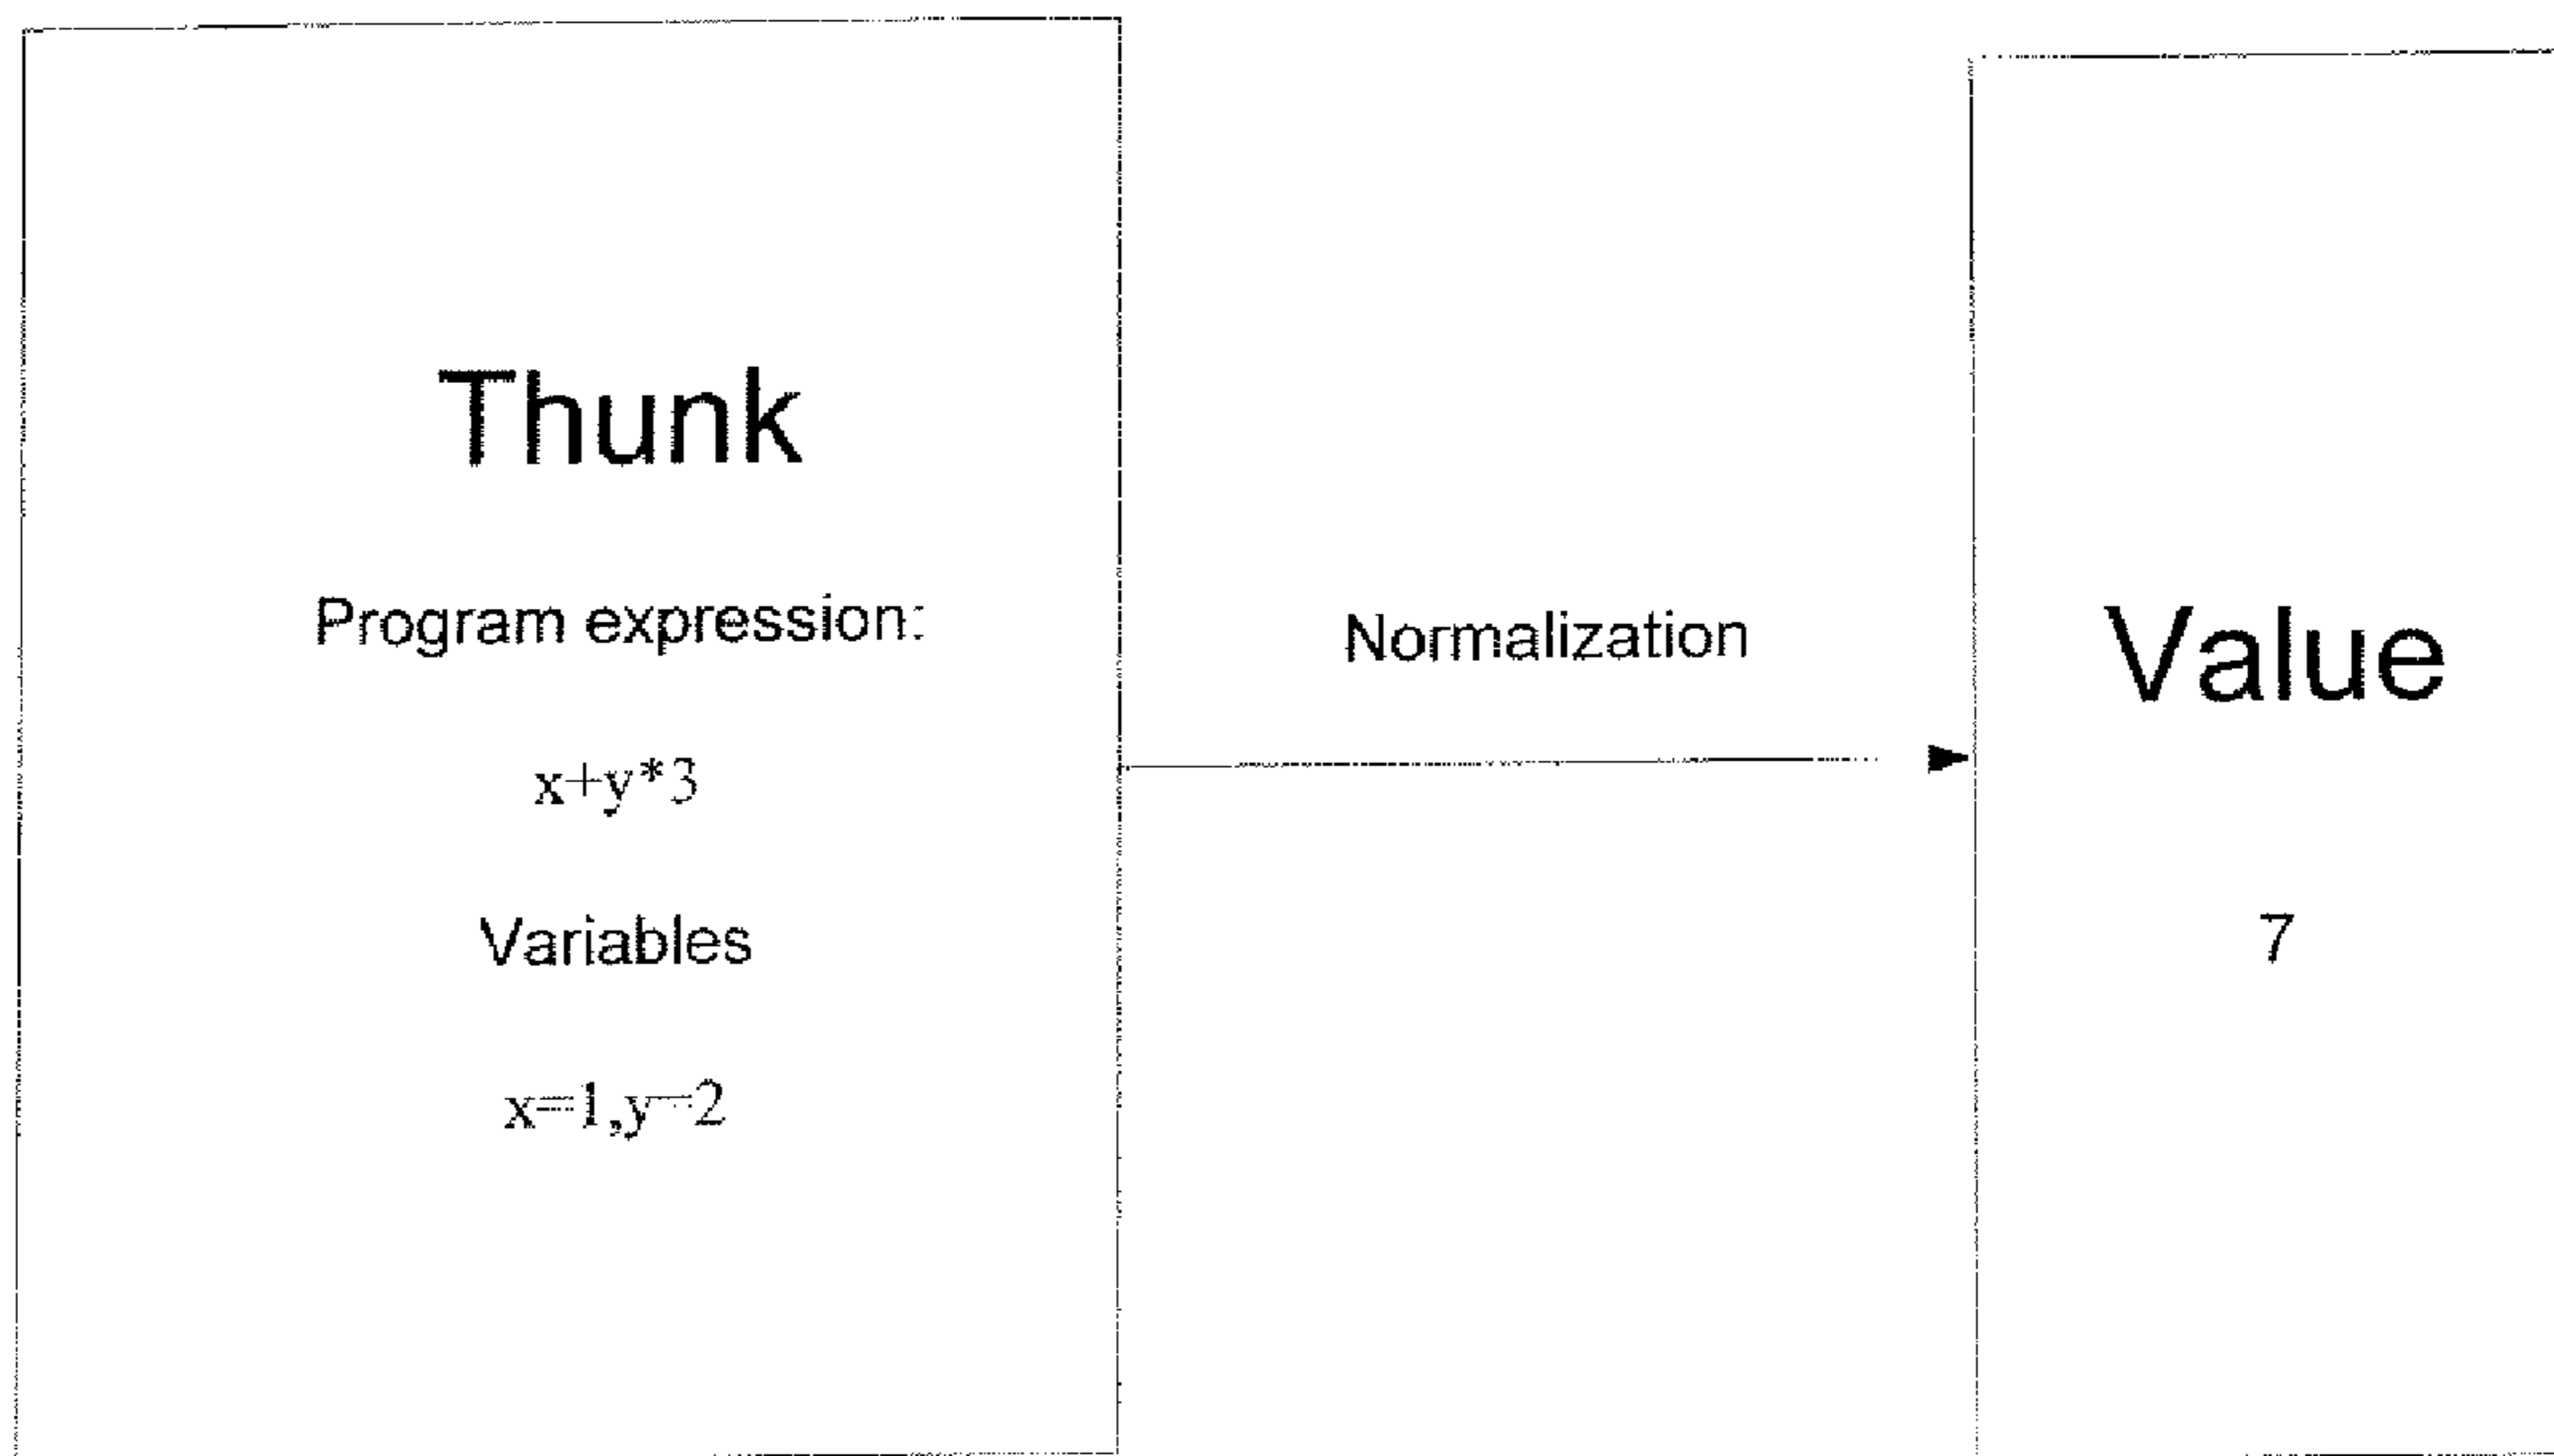 Thunk
Program expression:
x+y*3
Variables
x=1,y=2
Normalization
Value
7